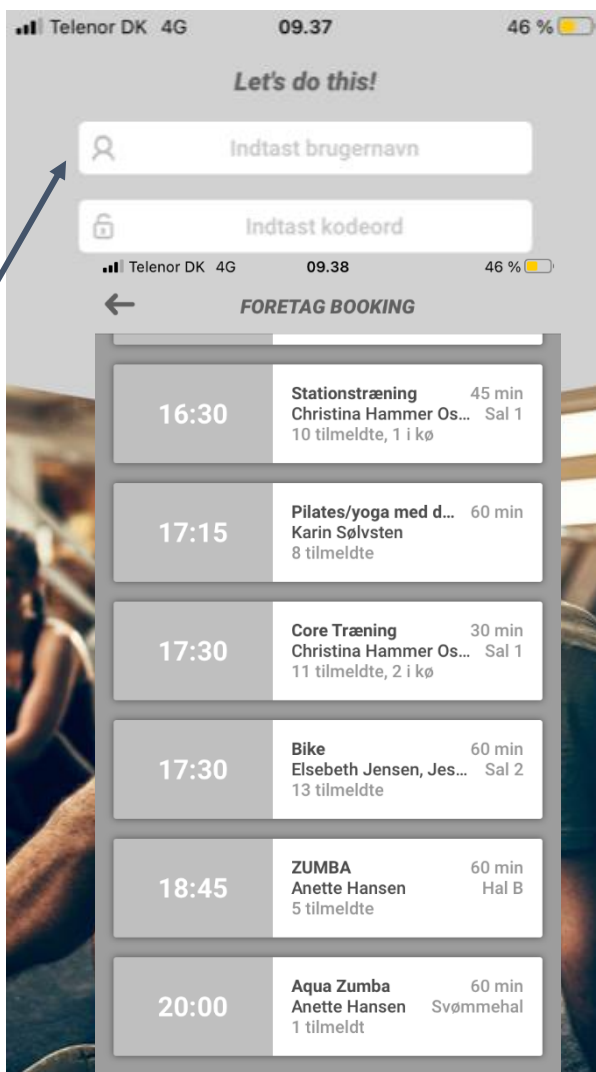 Telenor DK 4G 09.37 46 %
Let's do this!
Indtast brugernavn
Indtast kodeord
Telenor DK 4G 09.38 46 %
FORETAG BOOKING
16:30
Stationstræning 45 min
Christina Hammer Os... Sal 1
10 tilmeldte, 1 i kø
17:15
Pilates/yoga med d... 60 min
Karin Sølvsten
8 tilmeldte
17:30
Core Træning 30 min
Christina Hammer Os... Sal 1
11 tilmeldte, 2 i kø
17:30
Bike 60 min
Elsebeth Jensen, Jes... Sal 2
13 tilmeldte
18:45
ZUMBA 60 min
Anette Hansen Hal B
5 tilmeldte
20:00
Aqua Zumba 60 min
Anette Hansen Svømmehal
1 tilmeldt